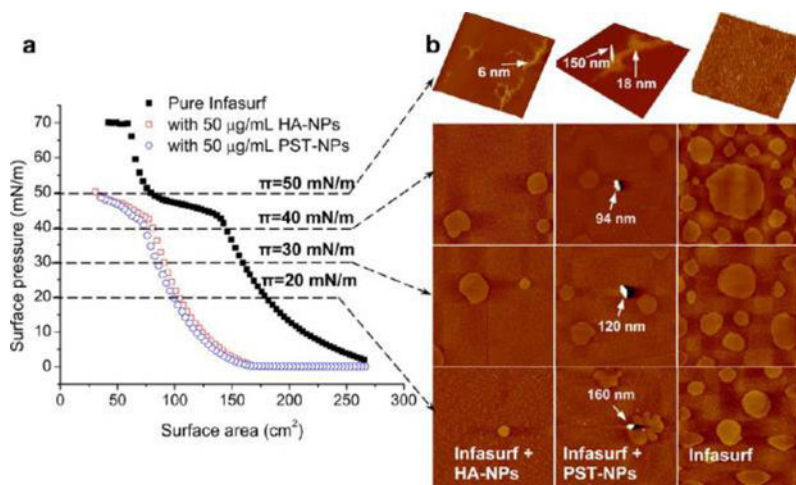 a
b
Pure Infasurf
with 50 μg/mL HA-NPs
with 50 μg/mL PST-NPs
Surface pressure (mN/m)
70
60
50
40
30
20
10
0
π=50 mN/m
π=40 mN/m
π=30 mN/m
π=20 mN/m
0 50 100 150 200 250 300
Surface area (cm²)
6 nm
150 nm
18 nm
94 nm
120 nm
160 nm
Infasurf +
HA-NPs
Infasurf +
PST-NPs
Infasurf